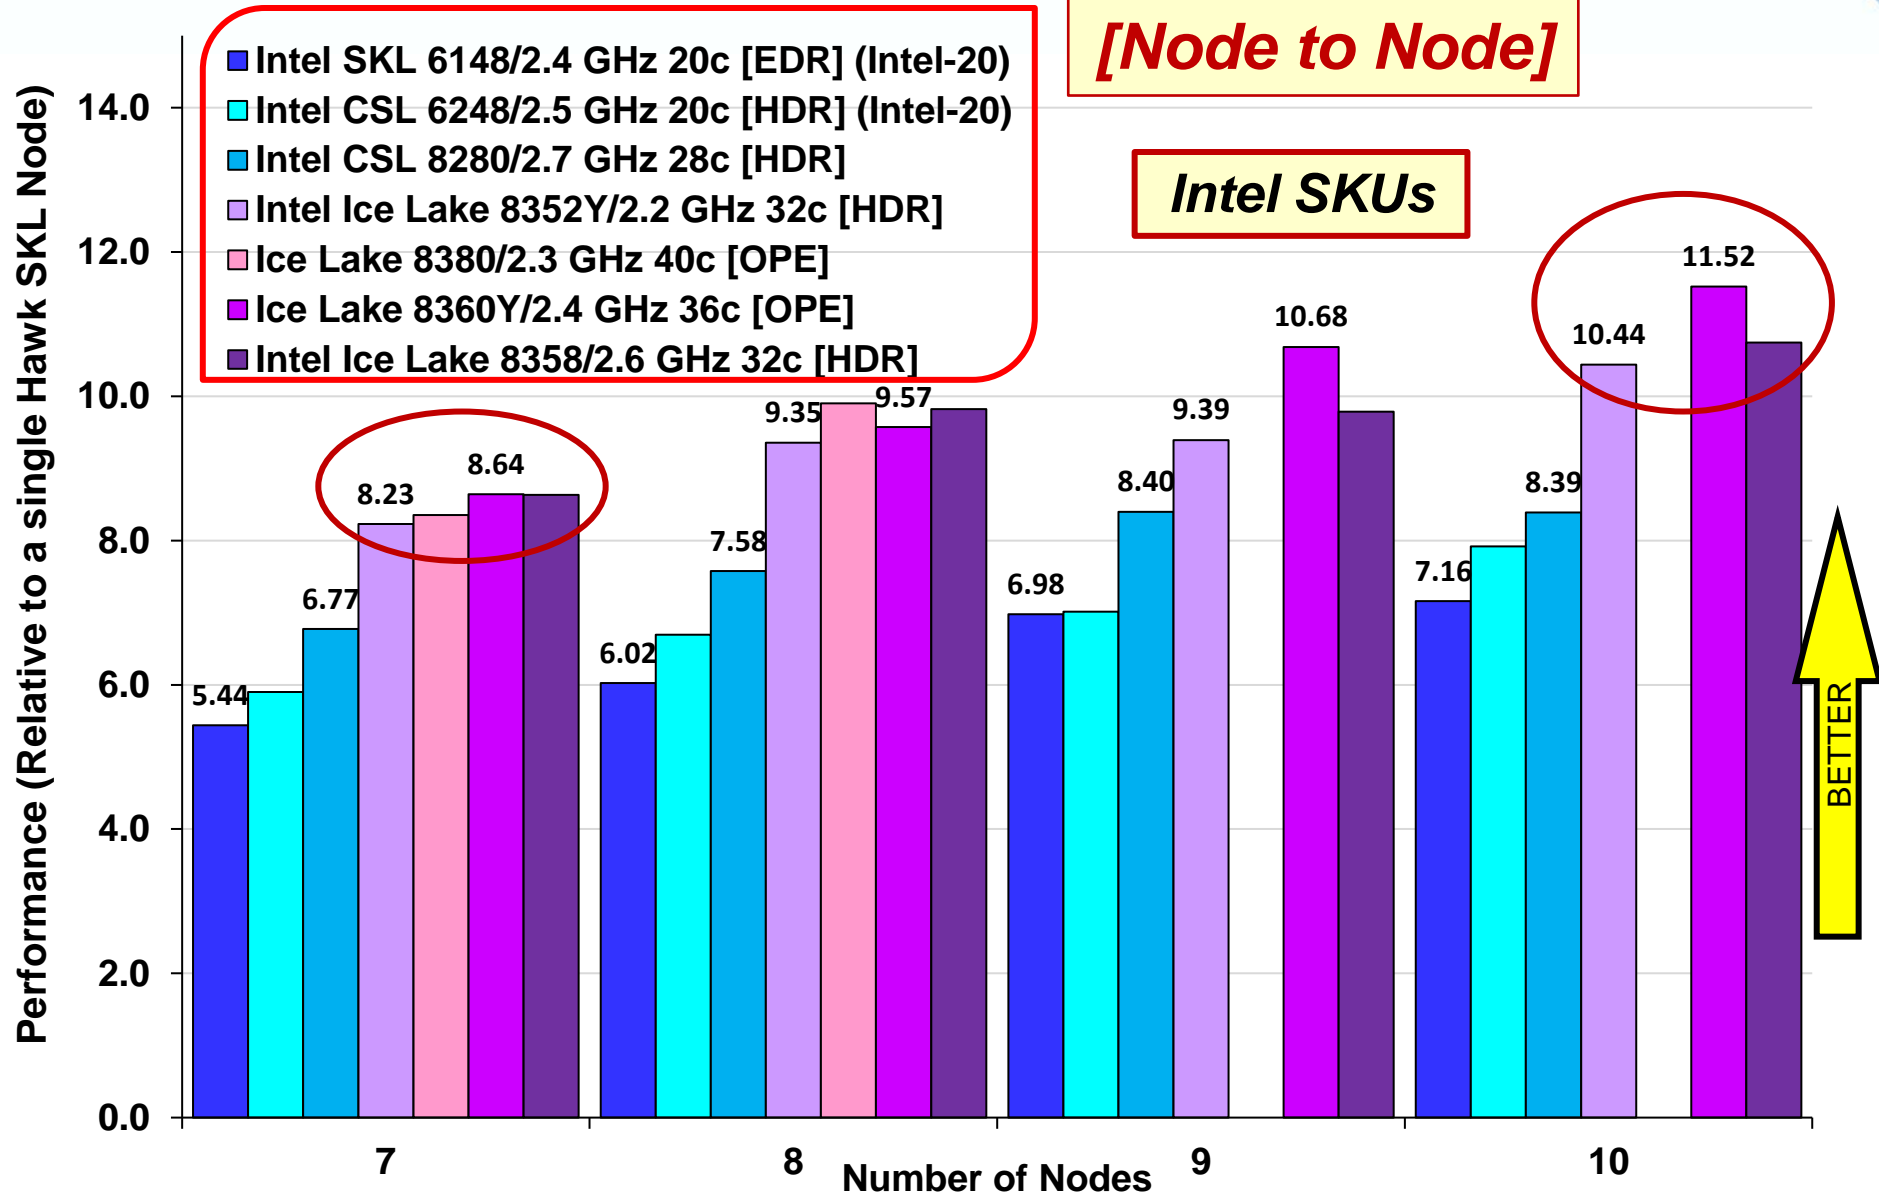 [Node to Node]
Intel SKUs
Intel SKL 6148/2.4 GHz 20c [EDR] (Intel-20)
Intel CSL 6248/2.5 GHz 20c [HDR] (Intel-20)
Intel CSL 8280/2.7 GHz 28c [HDR]
Intel Ice Lake 8352Y/2.2 GHz 32c [HDR]
Ice Lake 8380/2.3 GHz 40c [OPE]
Ice Lake 8360Y/2.4 GHz 36c [OPE]
Intel Ice Lake 8358/2.6 GHz 32c [HDR]
Performance (Relative to a single Hawk SKL Node)
14.0
12.0
10.0
8.0
6.0
4.0
2.0
0.0
5.44
6.77
8.23
8.64
6.02
7.58
9.35
9.57
6.98
8.40
9.39
10.68
7.16
8.39
10.44
11.52
BETTER
7
8
9
10
Number of Nodes